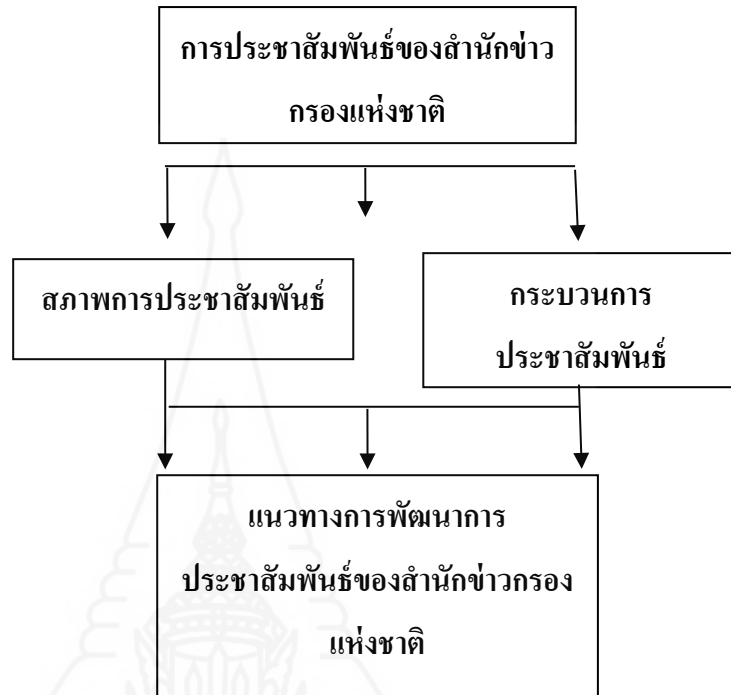 การประชาสัมพันธ์ของสำนักข่าว
กรองแห่งชาติ
สภาพการประชาสัมพันธ์
กระบวนการ
ประชาสัมพันธ์
แนวทางการพัฒนาการ
ประชาสัมพันธ์ของสำนักข่าวกรอง
แห่งชาติ